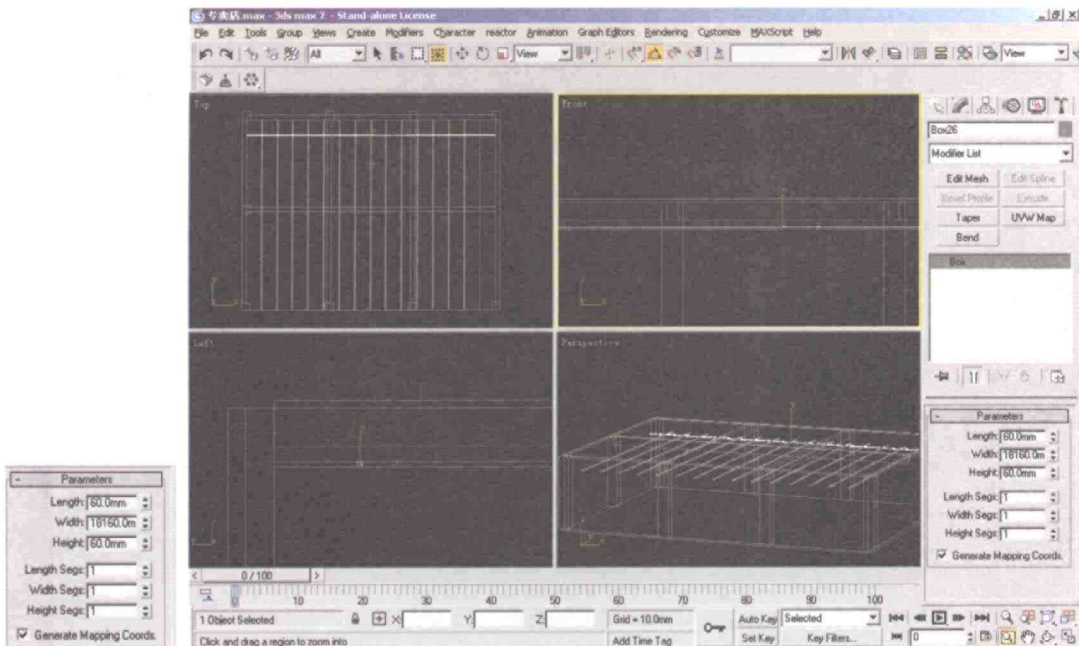 专卖店.max - 3ds max 7 - Stand-alone License
File Edit Tools Group Views Create Modifiers Character reactor Animation Graph Editors Rendering Customize MAXScript Help
All
View
View
Top
Front
Left
Perspective
Box26
Modifier List
Edit Mesh Edit Spline
Bevel Profile Extrude
Taper UVW Map
Bend
Box
- Parameters
Length: 60.0mm
Width: 18160.0m
Height: 60.0mm
Length Segs: 1
Width Segs: 1
Height Segs: 1
Generate Mapping Coords.
- Parameters
Length: 60.0mm
Width: 18160.0m
Height: 60.0mm
Length Segs: 1
Width Segs: 1
Height Segs: 1
Generate Mapping Coords.
< 0 / 100 >
0 10 20 30 40 50 60 70 80 90 100
1 Object Selected X: Y: Z: Grid = 10.0mm Auto Key Selected
Click and drag a region to zoom into Add Time Tag Set Key Key Filters... 0